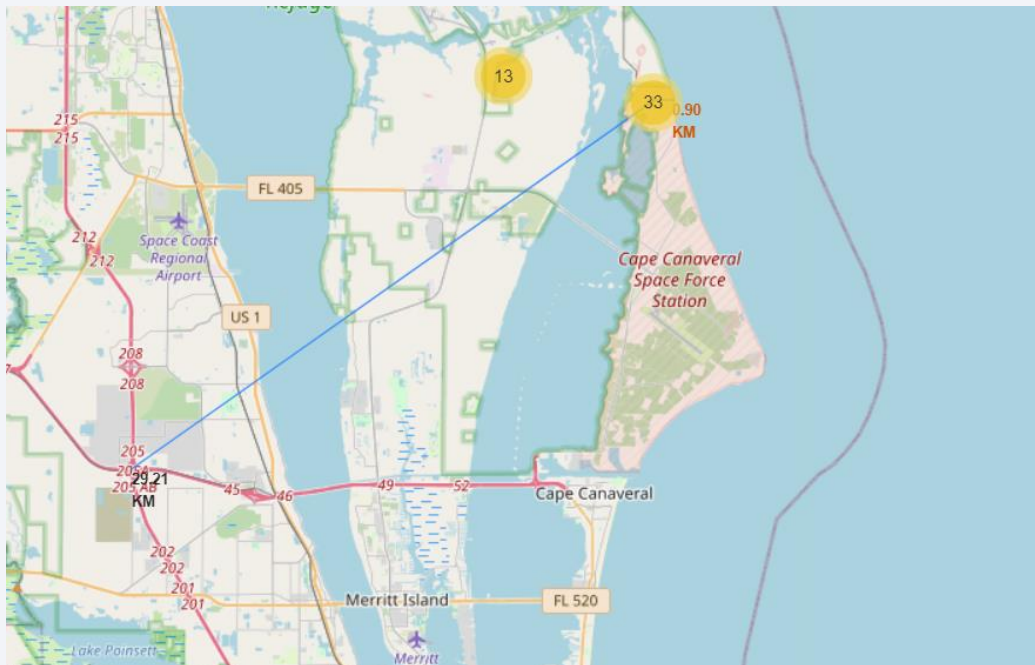 13
33
0.90
KM
215
215
FL 405
Space Coast
Regional
Airport
212
212
Cape Canaveral
Space Force
Station
US 1
208
208
205
29.21
KM
205 AB
45
46
49
52
Cape Canaveral
202
202
201
201
Merritt Island
FL 520
Lake Poinsett
Merritt